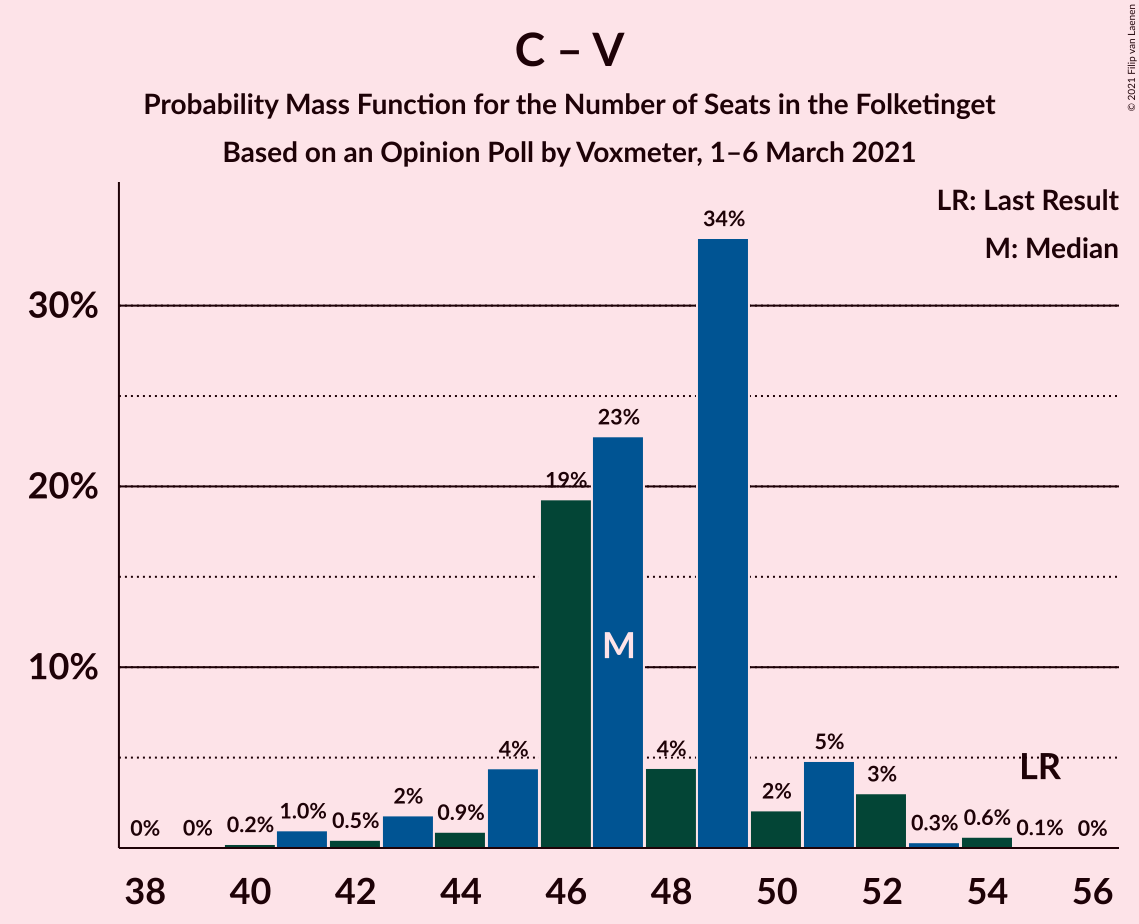 C – V
Probability Mass Function for the Number of Seats in the Folketinget
Based on an Opinion Poll by Voxmeter, 1–6 March 2021
© 2021 Filip van Laenen
LR: Last Result
M: Median
34%
30%
23%
20%
19%
M
10%
5%
4%
4%
LR
3%
2%
2%
1.0%
0.9%
0.6%
0.5%
0.3%
0.2%
0%
0%
0.1%
0%
38 40 42 44 46 48 50 52 54 56